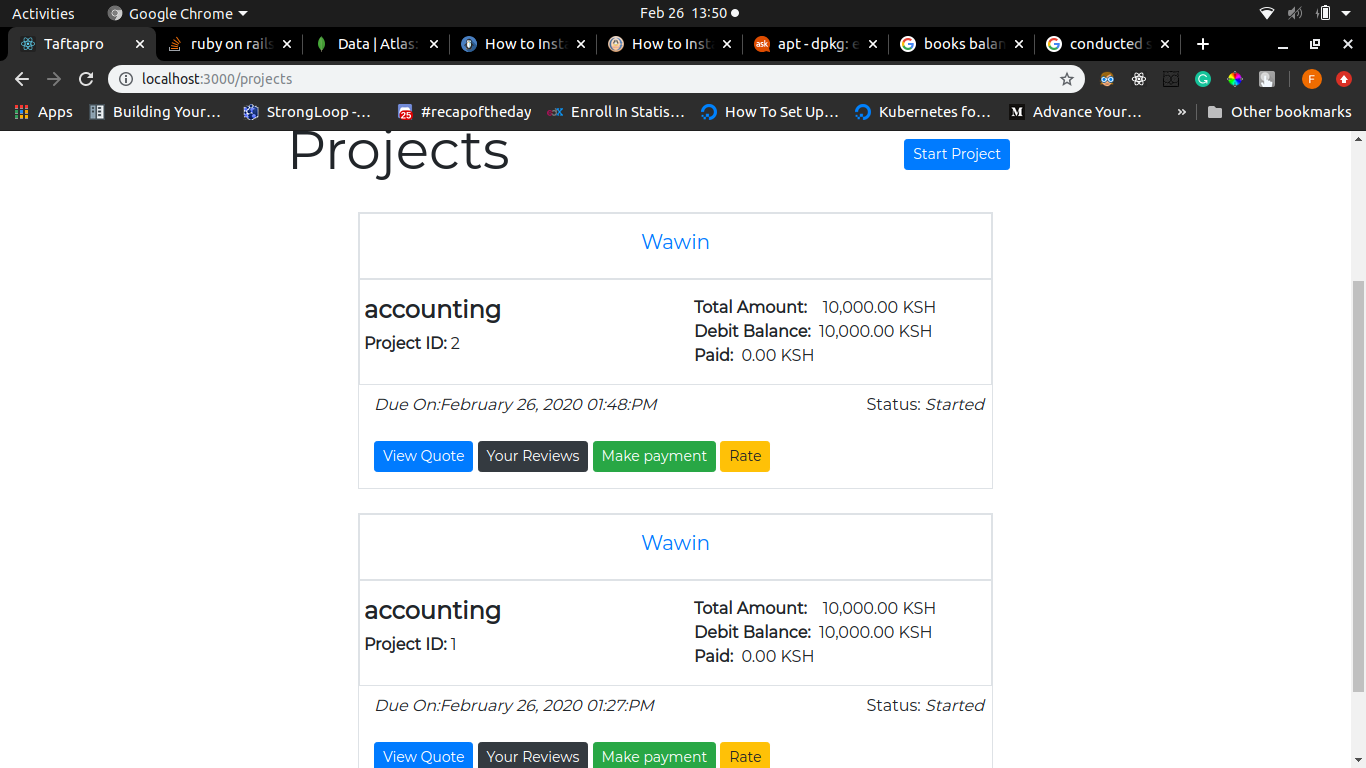 Activities Google Chrome Feb 26 13:50
Taftapro ruby on rails Data | Atlas: How to Insta How to Insta apt - dpkg: e books balan conducted s
localhost:3000/projects F
Apps Building Your... StrongLoop -... 25 #recapoftheday edX Enroll In Statis... How To Set Up... Kubernetes fo... M Advance Your... » Other bookmarks
Projects Start Project
Wawin
accounting
Project ID: 2
Total Amount: 10,000.00 KSH
Debit Balance: 10,000.00 KSH
Paid: 0.00 KSH
Due On:February 26, 2020 01:48:PM Status: Started
View Quote Your Reviews Make payment Rate
Wawin
accounting
Project ID: 1
Total Amount: 10,000.00 KSH
Debit Balance: 10,000.00 KSH
Paid: 0.00 KSH
Due On:February 26, 2020 01:27:PM Status: Started
View Quote Your Reviews Make payment Rate